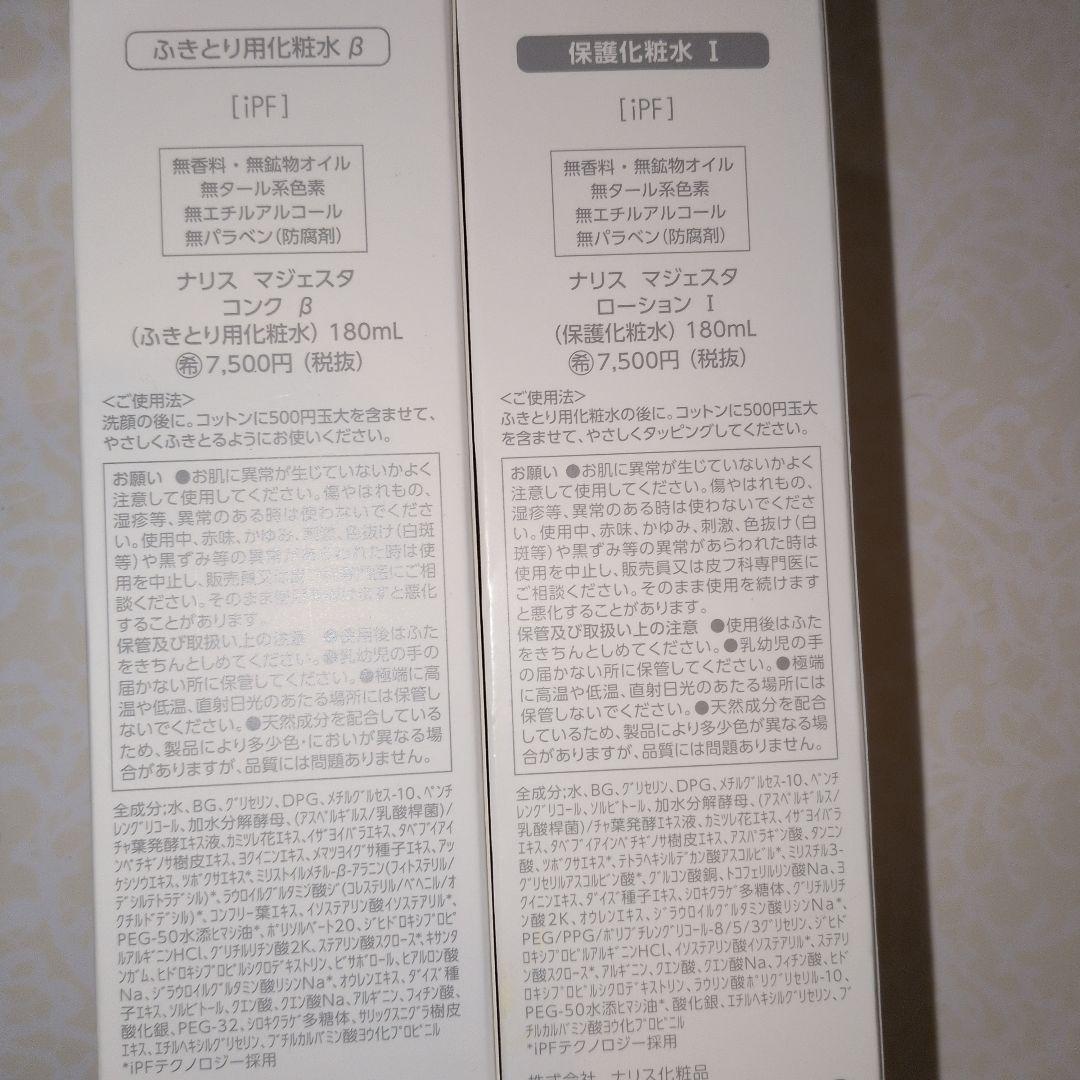 ふきとり用化粧水 β
[iPF]
無香料・無鉱物オイル
無タール系色素
無エチルアルコール
無パラベン(防腐剤)
ナリス マジェスタ
コンク β
(ふきとり用化粧水) 180mL
㊝7,500円 (税抜)
<ご使用法>
洗顔の後に。コットンに500円玉大を含ませて、
やさしくふきとるようにお使いください。
お願い ●お肌に異常が生じていないかよく
注意して使用してください。傷やはれもの、
湿疹等、異常のある時は使わないでくださ
い。使用中、赤味、かゆみ、刺激、色抜け(白斑
等)や黒ずみ等の異常があらわれた時は使
用を中止し、販売員又は皮フ科専門医にご相
談ください。そのまま使用を続けますと悪化
することがあります。
保管及び取扱い上の注意 ●使用後はふた
をきちんとしめてください。●乳幼児の手の
届かない所に保管してください。●極端に高
温や低温、直射日光のあたる場所には保管し
ないでください。●天然成分を配合している
ため、製品により多少色・においが異なる場
合がありますが、品質には問題ありません。
全成分;水、BG、グリセリン、DPG、メチルグルセス-10、ペンチ
レングリコール、加水分解酵母、(アスペルギルス/乳酸桿菌)/
チャ葉発酵エキス液、カミツレ花エキス、イザヨイバラエキス、タベブイアイ
ンペチギノサ樹皮エキス、ヨクイニンエキス、メマツヨイグサ種子エキス、アッ
ケシソウエキス、ツボクサエキス*、ミリストイルメチル-β-アラニン(フィトステリル/
デシルテトラデシル)*、ラウロイルグルタミン酸ジ(コレステリル/ベヘニル/オ
クチルドデシル)*、コンフリー葉エキス、イソステアリン酸イソステアリル*、
PEG-50水添ヒマシ油*、ポリソルベート20、ジヒドロキシプロピ
ルアルギニンHCl、グリチルリチン酸2K、ステアリン酸スクロース*、キサンタ
ンガム、ヒドロキシプロピルシクロデキストリン、ビサボロール、ヒアルロン酸
Na、ジラウロイルグルタミン酸リシンNa*、オウレンエキス、ダイズ種
子エキス、ソルビトール、クエン酸、クエン酸Na、アルギニン、フィチン酸、
酸化銀、PEG-32、シロキクラゲ多糖体、サリックスニグラ樹皮
エキス、エチルヘキシルグリセリン、ブチルカルバミン酸ヨウ化プロピニル
*iPFテクノロジー採用
保護化粧水 I
[iPF]
無香料・無鉱物オイル
無タール系色素
無エチルアルコール
無パラベン(防腐剤)
ナリス マジェスタ
ローション I
(保護化粧水) 180mL
㊝7,500円 (税抜)
<ご使用法>
ふきとり用化粧水の後に。コットンに500円玉大
を含ませて、やさしくタッピングしてください。
お願い ●お肌に異常が生じていないかよく
注意して使用してください。傷やはれもの、
湿疹等、異常のある時は使わないでくださ
い。使用中、赤味、かゆみ、刺激、色抜け(白
斑等)や黒ずみ等の異常があらわれた時は
使用を中止し、販売員又は皮フ科専門医に
ご相談ください。そのまま使用を続けます
と悪化することがあります。
保管及び取扱い上の注意 ●使用後はふた
をきちんとしめてください。●乳幼児の手
の届かない所に保管してください。●極端
に高温や低温、直射日光のあたる場所には
保管しないでください。●天然成分を配合
しているため、製品により多少色が異なる場
合がありますが、品質には問題ありません。
全成分;水、BG、グリセリン、DPG、メチルグルセス-10、ペンチ
レングリコール、ソルビトール、加水分解酵母、(アスペルギルス/
乳酸桿菌)/チャ葉発酵エキス液、カミツレ花エキス、イザヨイバラ
エキス、タベブイアインペチギノサ樹皮エキス、アスパラギン酸、タンニン
酸、ツボクサエキス*、テトラヘキシルデカン酸アスコルビル*、ミリスチル3-
グリセリルアスコルビン酸*、グルコン酸銅、トコフェリルリン酸Na、ヨ
クイニンエキス、ダイズ種子エキス、シロキクラゲ多糖体、グリチルリチ
ン酸2K、オウレンエキス、ジラウロイルグルタミン酸リシンNa*、
PEG/PPG/ポリブチレングリコール-8/5/3グリセリン、ジヒド
ロキシプロピルアルギニンHCl、イソステアリン酸イソステアリル*、ステアリ
ン酸スクロース*、アルギニン、クエン酸、クエン酸Na、フィチン酸、ヒド
ロキシプロピルシクロデキストリン、ラウリン酸ポリグリセリル-10、
PEG-50水添ヒマシ油*、酸化銀、エチルヘキシルグリセリン、ブ
チルカルバミン酸ヨウ化プロピニル
*iPFテクノロジー採用
株式会社 ナリス化粧品